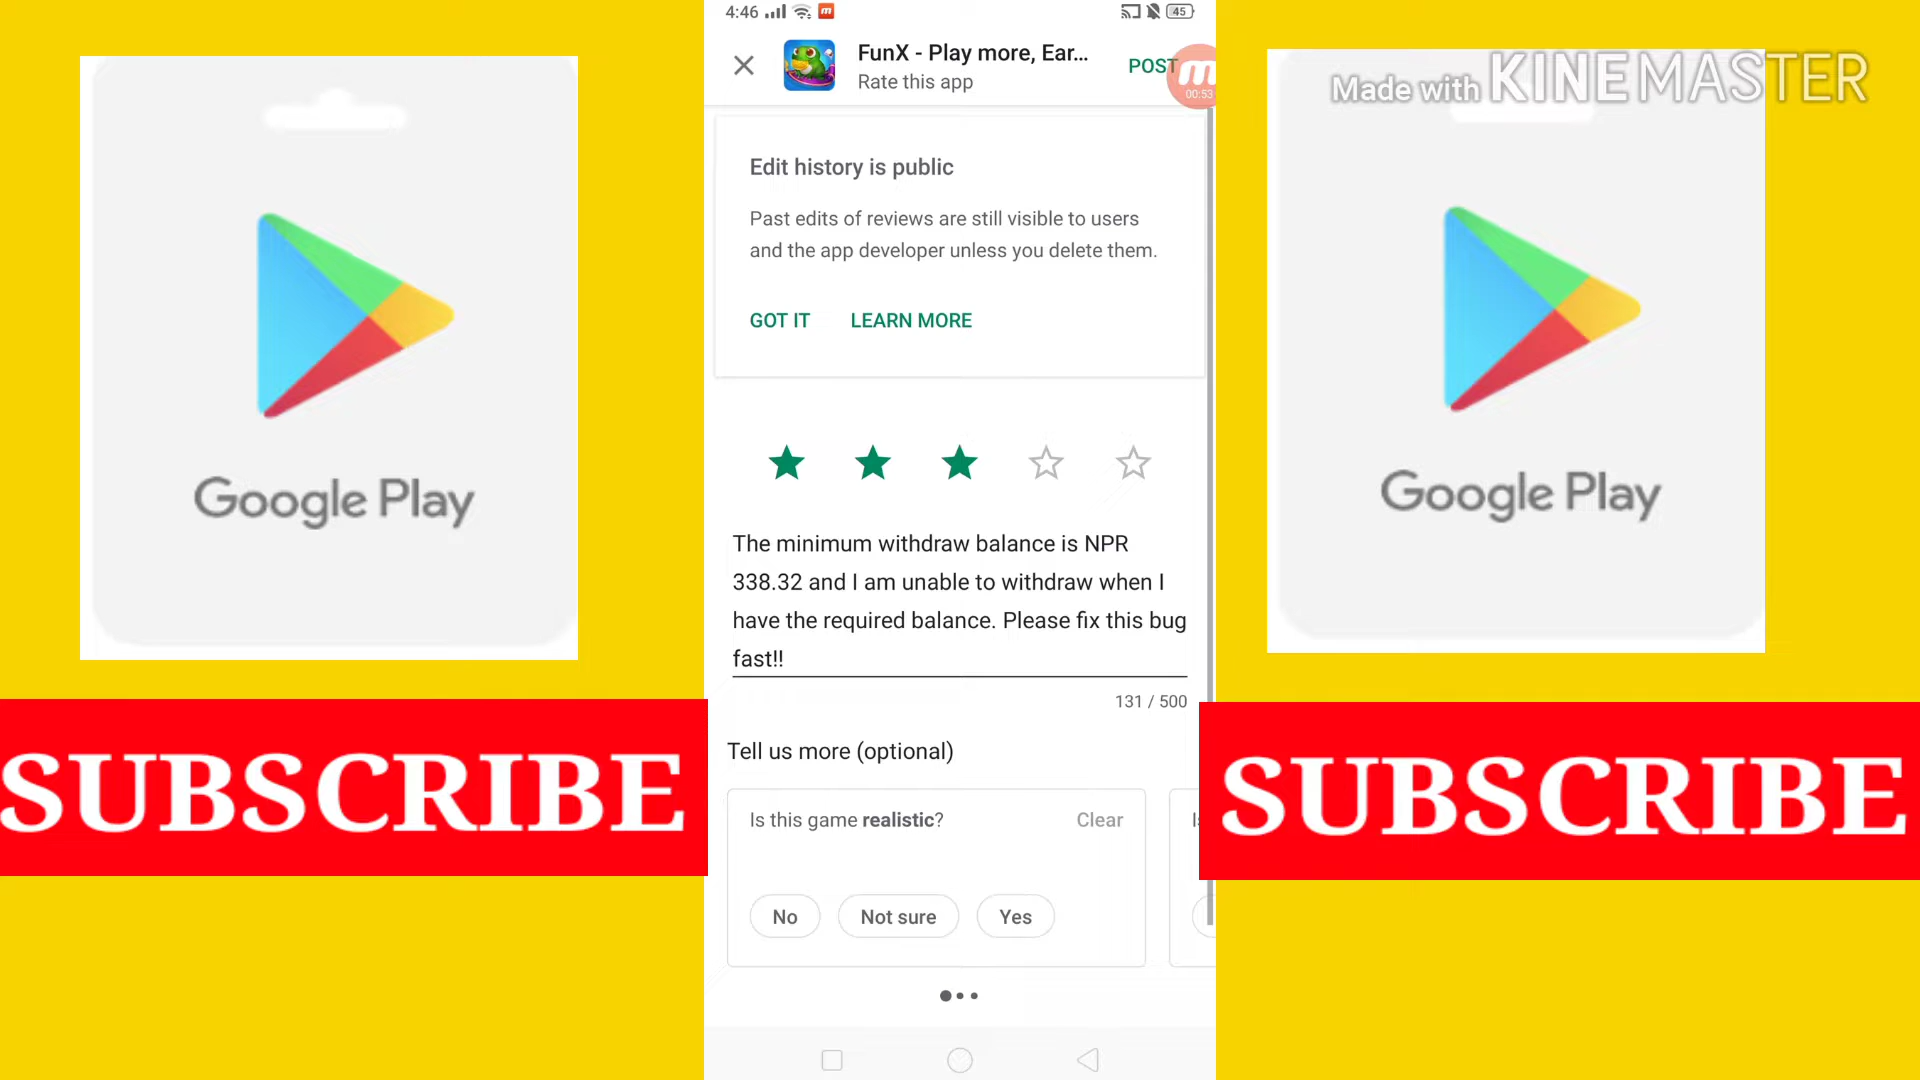 4:46
45
FunX - Play more, Ear...
Rate this app
POST
00:53
Made with KINEMASTER
Edit history is public
Past edits of reviews are still visible to users
and the app developer unless you delete them.
GOT IT LEARN MORE
Google Play
Google Play
The minimum withdraw balance is NPR
338.32 and I am unable to withdraw when I
have the required balance. Please fix this bug
fast!!
131 / 500
SUBSCRIBE
SUBSCRIBE
Tell us more (optional)
Is this game realistic? Clear
No Not sure Yes